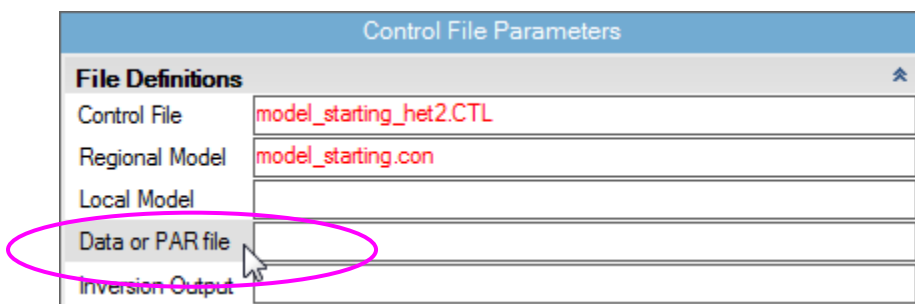 Control File Parameters
File Definitions
Control File model_starting_het2.CTL
Regional Model model_starting.con
Local Model
Data or PAR file
Inversion Output